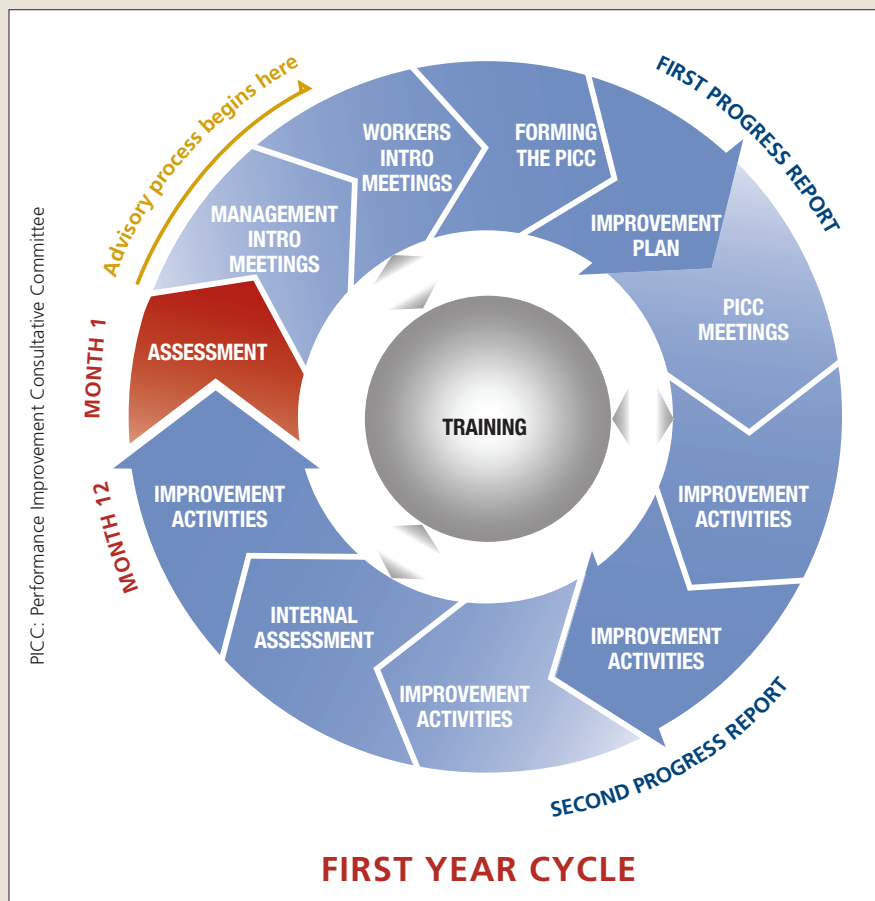 Advisory process begins here
FIRST PROGRESS REPORT
WORKERS
INTRO
MEETINGS
FORMING
THE PICC
MANAGEMENT
INTRO
MEETINGS
IMPROVEMENT
PLAN
PICC: Performance Improvement Consultative Committee
MONTH 1
ASSESSMENT
PICC
MEETINGS
TRAINING
MONTH 12
IMPROVEMENT
ACTIVITIES
IMPROVEMENT
ACTIVITIES
INTERNAL
ASSESSMENT
IMPROVEMENT
ACTIVITIES
IMPROVEMENT
ACTIVITIES
SECOND PROGRESS REPORT
FIRST YEAR CYCLE